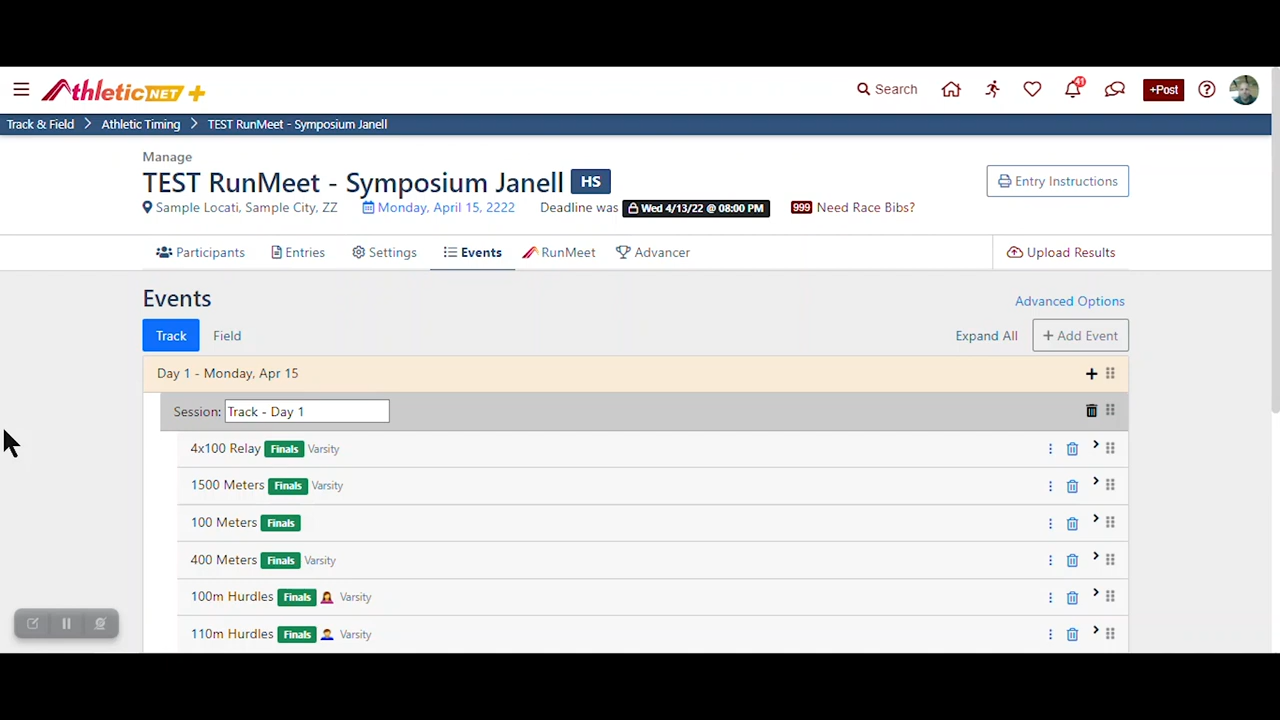 AthleticNET +
Search
41
+Post
Track & Field > Athletic Timing > TEST RunMeet - Symposium Janell
Manage
TEST RunMeet - Symposium Janell HS
Entry Instructions
Sample Locati, Sample City, ZZ Monday, April 15, 2222 Deadline was Wed 4/13/22 @ 08:00 PM 999 Need Race Bibs?
Participants Entries Settings Events RunMeet Advancer Upload Results
Events
Advanced Options
Track Field Expand All + Add Event
Day 1 - Monday, Apr 15
Session: Track - Day 1
4x100 Relay Finals Varsity
1500 Meters Finals Varsity
100 Meters Finals
400 Meters Finals Varsity
100m Hurdles Finals Varsity
110m Hurdles Finals Varsity